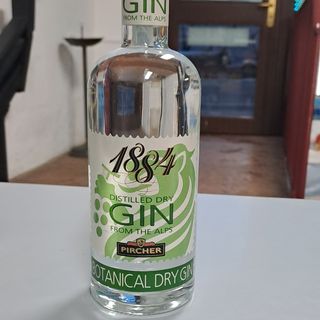 GIN
FROM THE ALPS
1884
DISTILLED DRY
GIN
FROM THE ALPS
PIRCHER
BOTANICAL DRY GIN